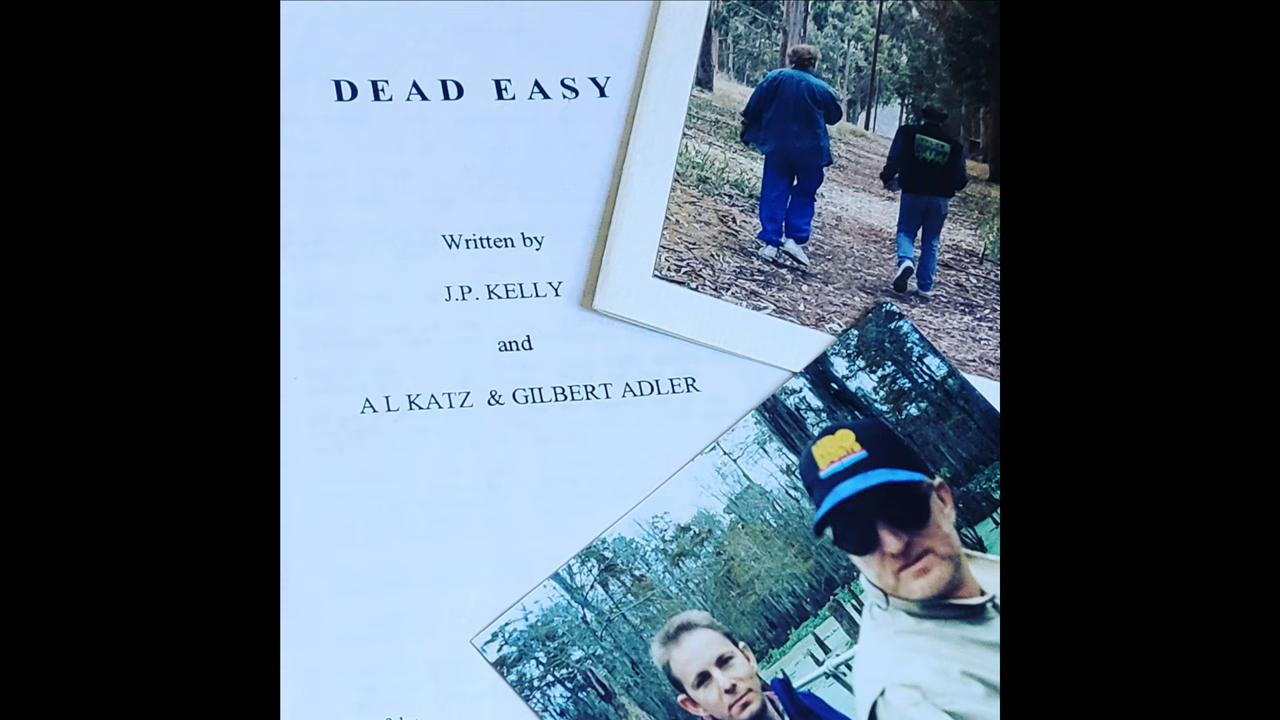 DEAD EASY
Written by
J.P. KELLY
and
A L KATZ & GILBERT ADLER